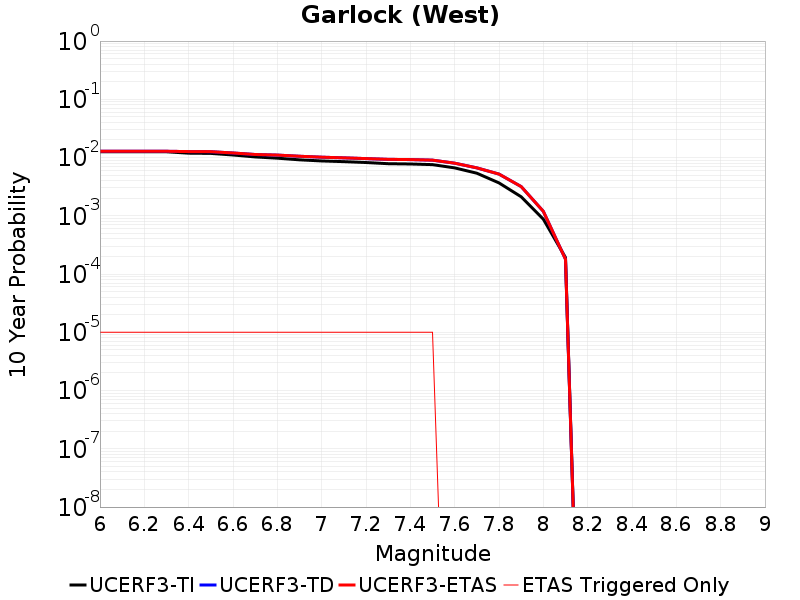 Garlock (West)
10 Year Probability
10^0
10^-1
10^-2
10^-3
10^-4
10^-5
10^-6
10^-7
10^-8
6 6.2 6.4 6.6 6.8 7 7.2 7.4 7.6 7.8 8 8.2 8.4 8.6 8.8 9
Magnitude
UCERF3-TI UCERF3-TD UCERF3-ETAS ETAS Triggered Only